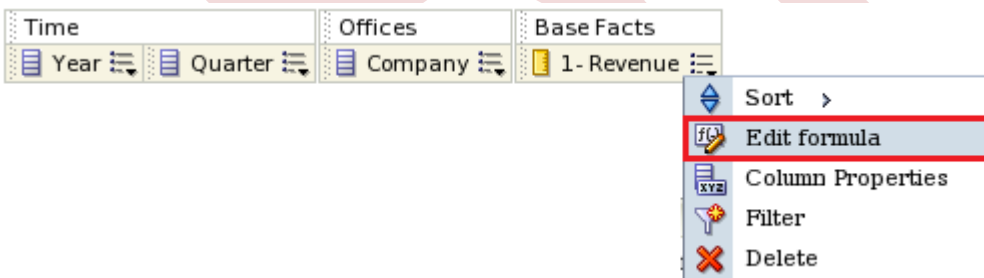 Time Offices Base Facts
Year Quarter Company 1- Revenue
Sort >
Edit formula
Column Properties
Filter
Delete